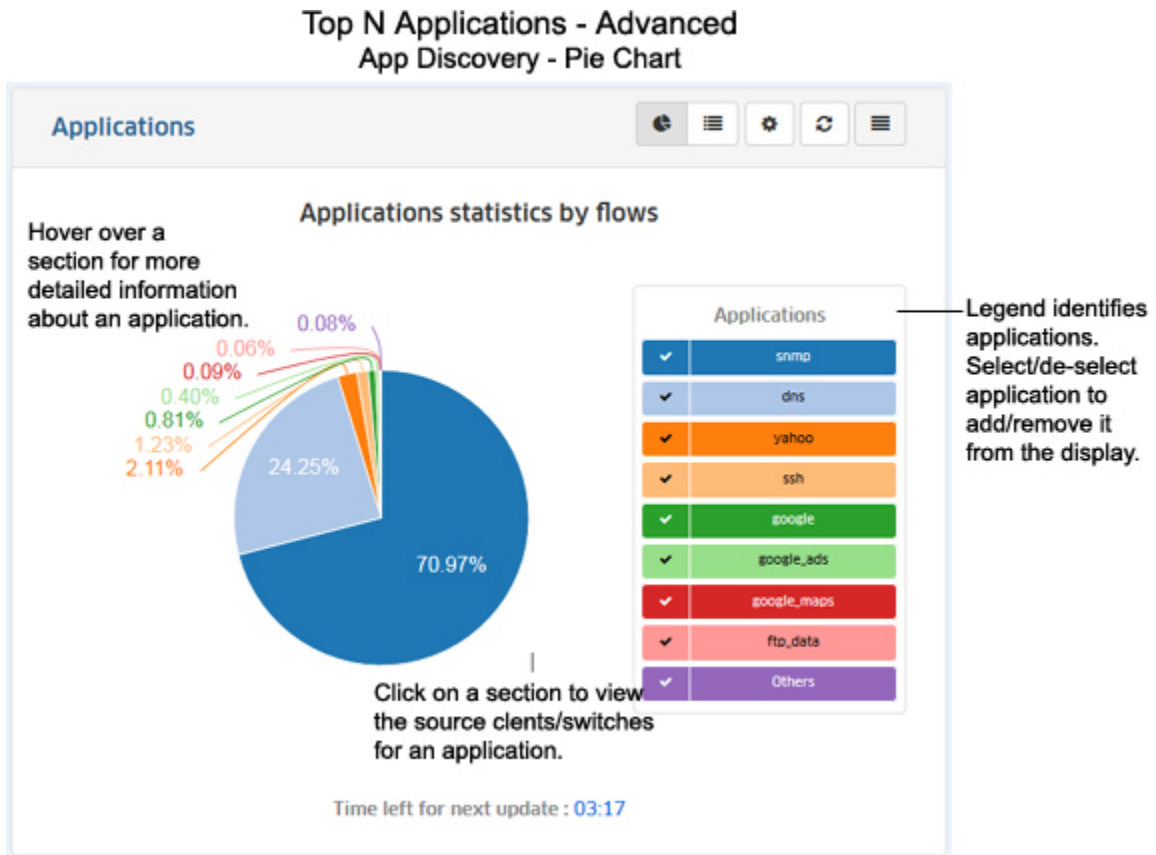 Top N Applications - Advanced
App Discovery - Pie Chart
Applications
Applications statistics by flows
Hover over a
section for more
detailed information
about an application.
0.08%
0.06%
0.09%
0.40%
0.81%
1.23%
2.11%
24.25%
70.97%
Applications
snmp
dns
yahoo
ssh
google
google_ads
google_maps
ftp_data
Others
Legend identifies
applications.
Select/de-select
application to
add/remove it
from the display.
Click on a section to view
the source clents/switches
for an application.
Time left for next update : 03:17